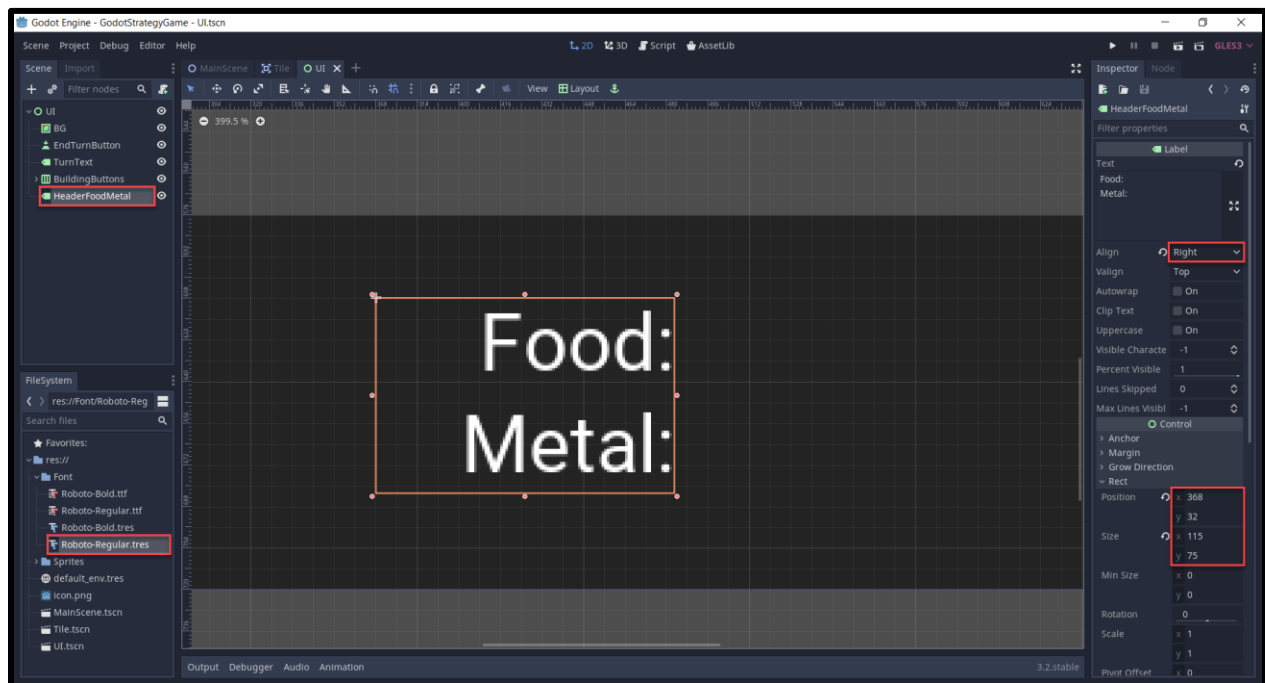 Godot Engine - GodotStrategyGame - UI.tscn
Scene Project Debug Editor Help
2D 3D Script AssetLib
GLES3
Scene Import
Filter nodes
UI
BG
EndTurnButton
TurnText
BuildingButtons
HeaderFoodMetal
FileSystem
res://Font/Roboto-Reg
Search files
Favorites:
res://
Font
Roboto-Bold.ttf
Roboto-Regular.ttf
Roboto-Bold.tres
Roboto-Regular.tres
Sprites
default_env.tres
icon.png
MainScene.tscn
Tile.tscn
UI.tscn
MainScene Tile UI
View Layout
399.5 %
Food:
Metal:
Output Debugger Audio Animation
3.2.stable
Inspector Node
HeaderFoodMetal
Filter properties
Label
Text
Food:
Metal:
Align Right
Valign Top
Autowrap On
Clip Text On
Uppercase On
Visible Characte -1
Percent Visible 1
Lines Skipped 0
Max Lines Visibl -1
Control
Anchor
Margin
Grow Direction
Rect
Position x 368
y 32
Size x 115
y 75
Min Size x 0
y 0
Rotation 0
Scale x 1
y 1
Pivot Offset x 0